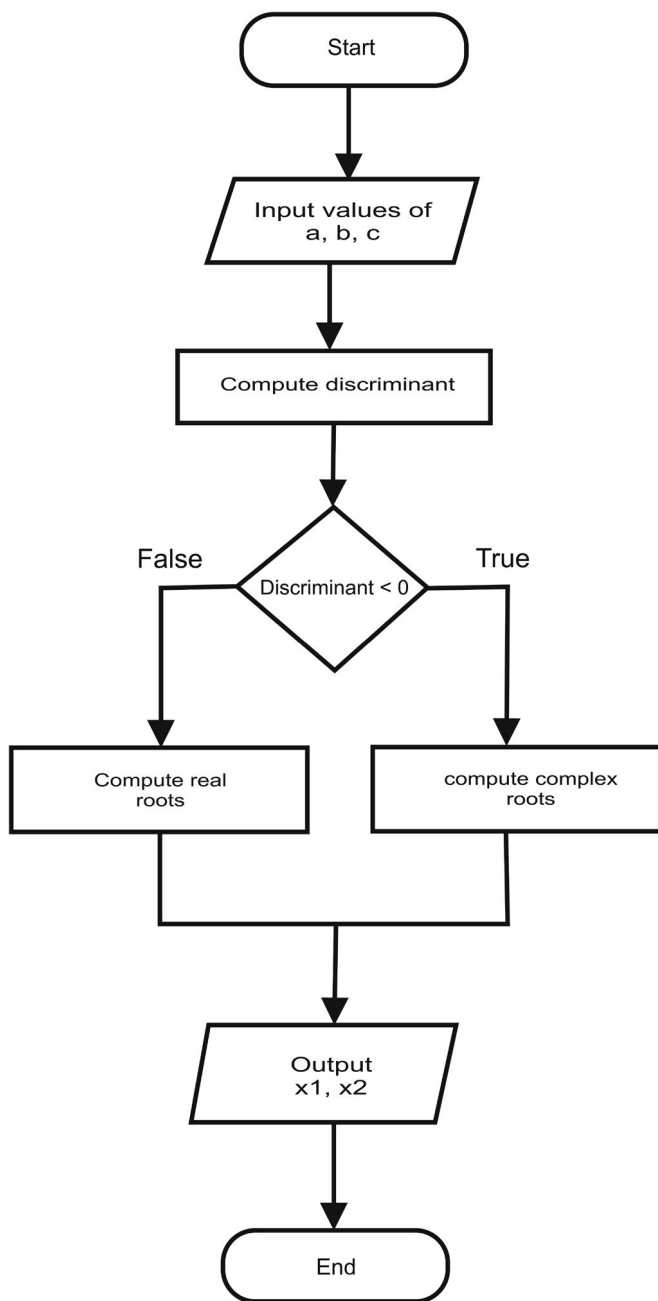 Start
Input values of
a, b, c
Compute discriminant
False
True
Discriminant < 0
Compute real
roots
compute complex
roots
Output
x1, x2
End